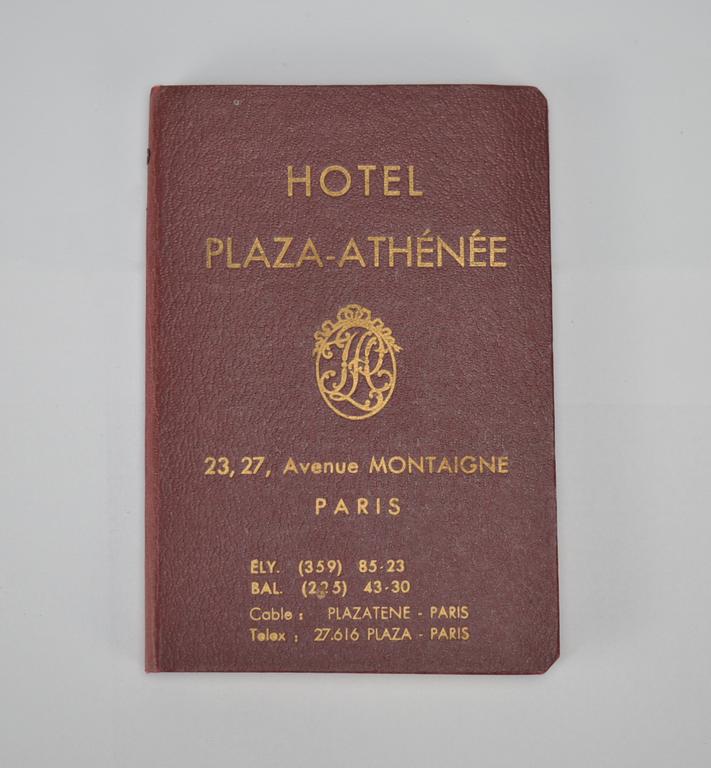 HOTEL
PLAZA-ATHÉNÉE
23, 27, Avenue MONTAIGNE
PARIS
ÉLY. (359) 85-23
BAL. (225) 43-30
Cable : PLAZATENE - PARIS
Telex : 27.616 PLAZA - PARIS